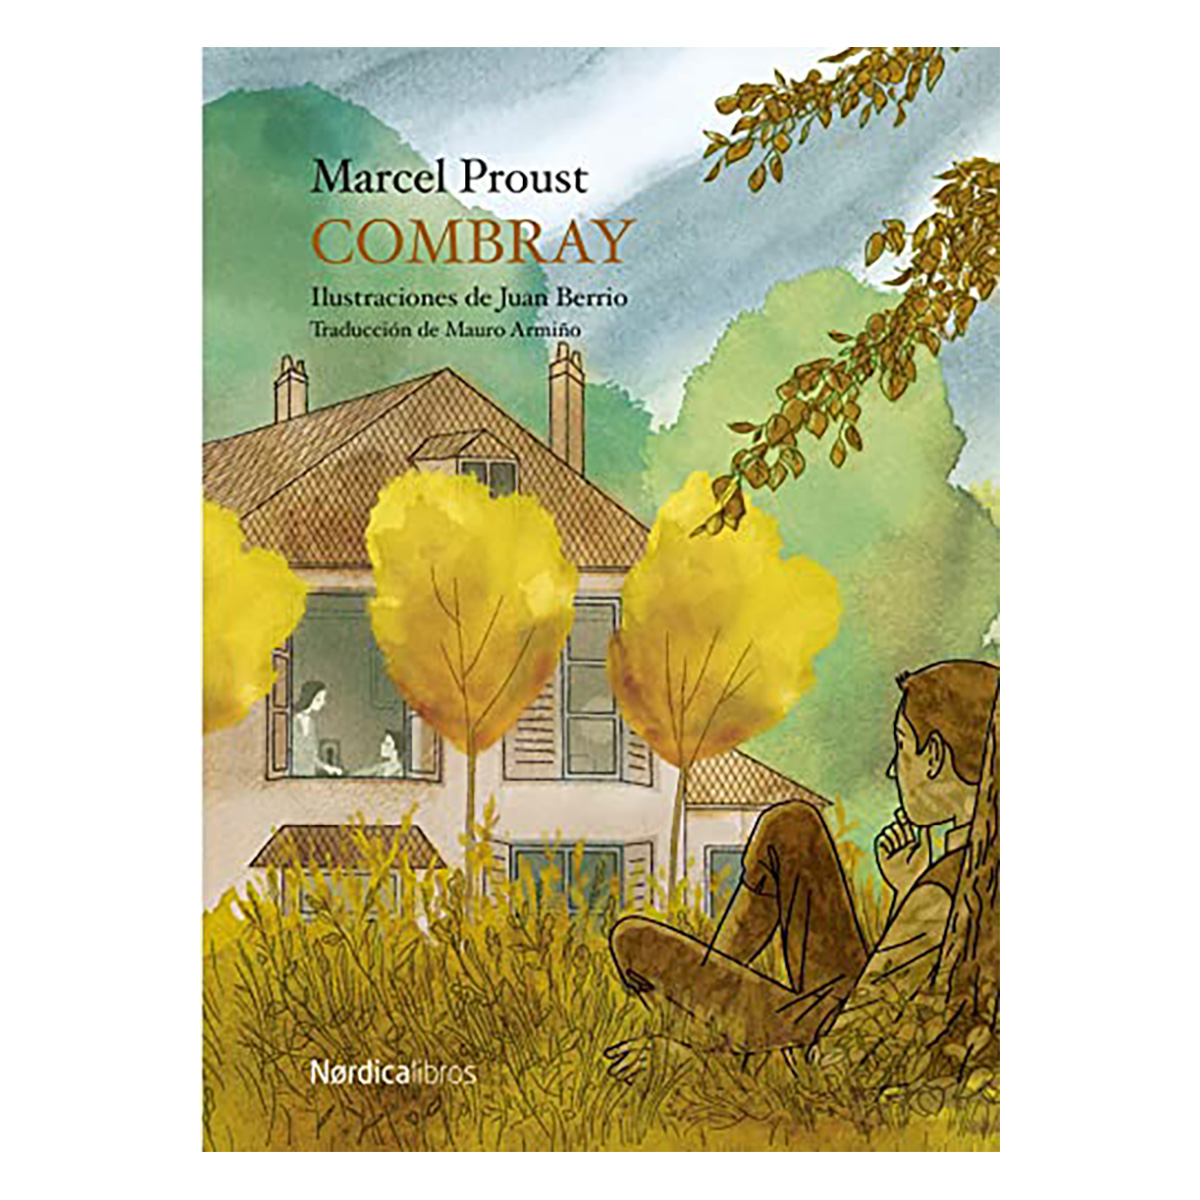 Marcel Proust
COMBRAY
Ilustraciones de Juan Berrio
Traducción de Mauro Armiño
Nørdicalibros